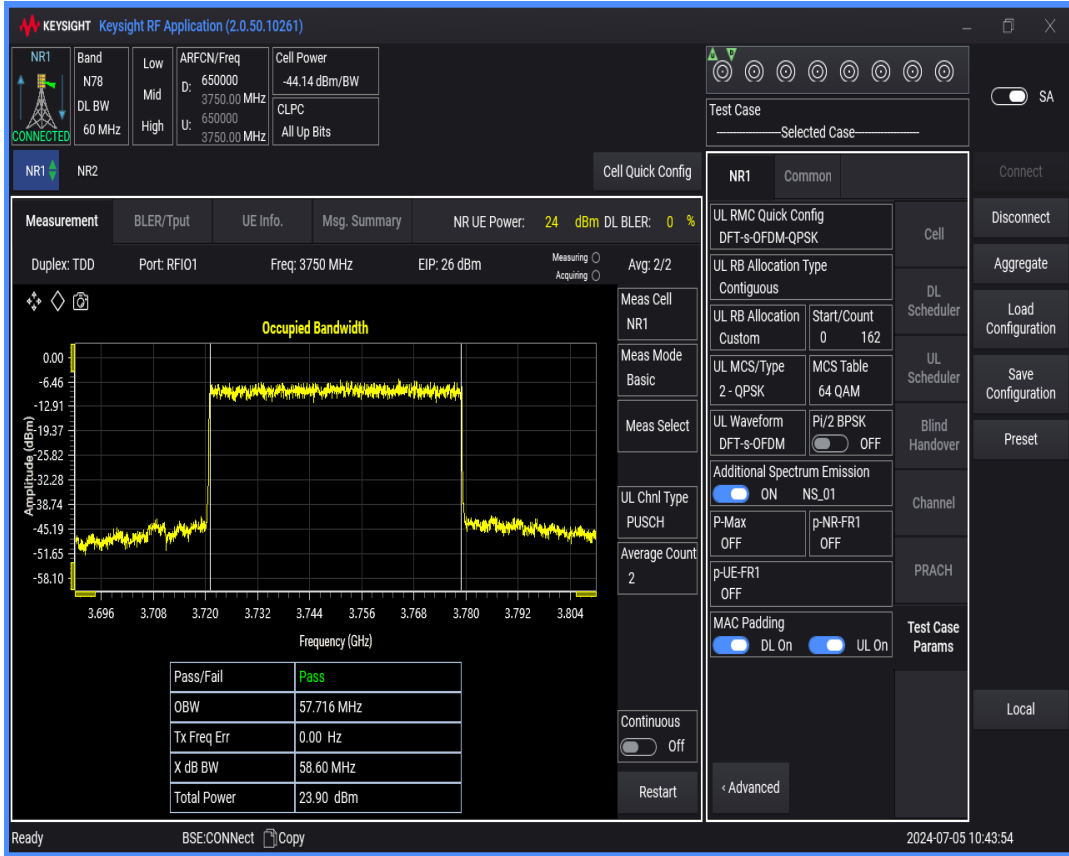 KEYSIGHT Keysight RF Application (2.0.50.10261)
NR1
CONNECTED
Band
N78
DL BW
60 MHz
Low
Mid
High
ARFCN/Freq
D: 650000
3750.00 MHz
U: 650000
3750.00 MHz
Cell Power
-44.14 dBm/BW
CLPC
All Up Bits
U D
Test Case
Selected Case
SA
NR1 NR2 Cell Quick Config
Measurement BLER/Tput UE Info. Msg. Summary NR UE Power: 24 dBm DL BLER: 0 %
Duplex: TDD Port: RFIO1 Freq: 3750 MHz EIP: 26 dBm Measuring Avg: 2/2
Acquiring
Occupied Bandwidth
Amplitude (dBm)
0.00
-6.46
-12.91
-19.37
-25.82
-32.28
-38.74
-45.19
-51.65
-58.10
3.696 3.708 3.720 3.732 3.744 3.756 3.768 3.780 3.792 3.804
Frequency (GHz)
Pass/Fail Pass
OBW 57.716 MHz
Tx Freq Err 0.00 Hz
X dB BW 58.60 MHz
Total Power 23.90 dBm
Meas Cell
NR1
Meas Mode
Basic
Meas Select
UL Chnl Type
PUSCH
Average Count
2
Continuous
Off
Restart
NR1 Common
UL RMC Quick Config
DFT-s-OFDM-QPSK
UL RB Allocation Type
Contiguous
UL RB Allocation Start/Count
Custom 0 162
UL MCS/Type MCS Table
2 - QPSK 64 QAM
UL Waveform Pi/2 BPSK
DFT-s-OFDM OFF
Additional Spectrum Emission
ON NS_01
P-Max p-NR-FR1
OFF OFF
p-UE-FR1
OFF
MAC Padding
DL On UL On
‹ Advanced
Cell
DL
Scheduler
UL
Scheduler
Blind
Handover
Channel
PRACH
Test Case
Params
Connect
Disconnect
Aggregate
Load
Configuration
Save
Configuration
Preset
Local
Ready BSE:CONNect Copy 2024-07-05 10:43:54